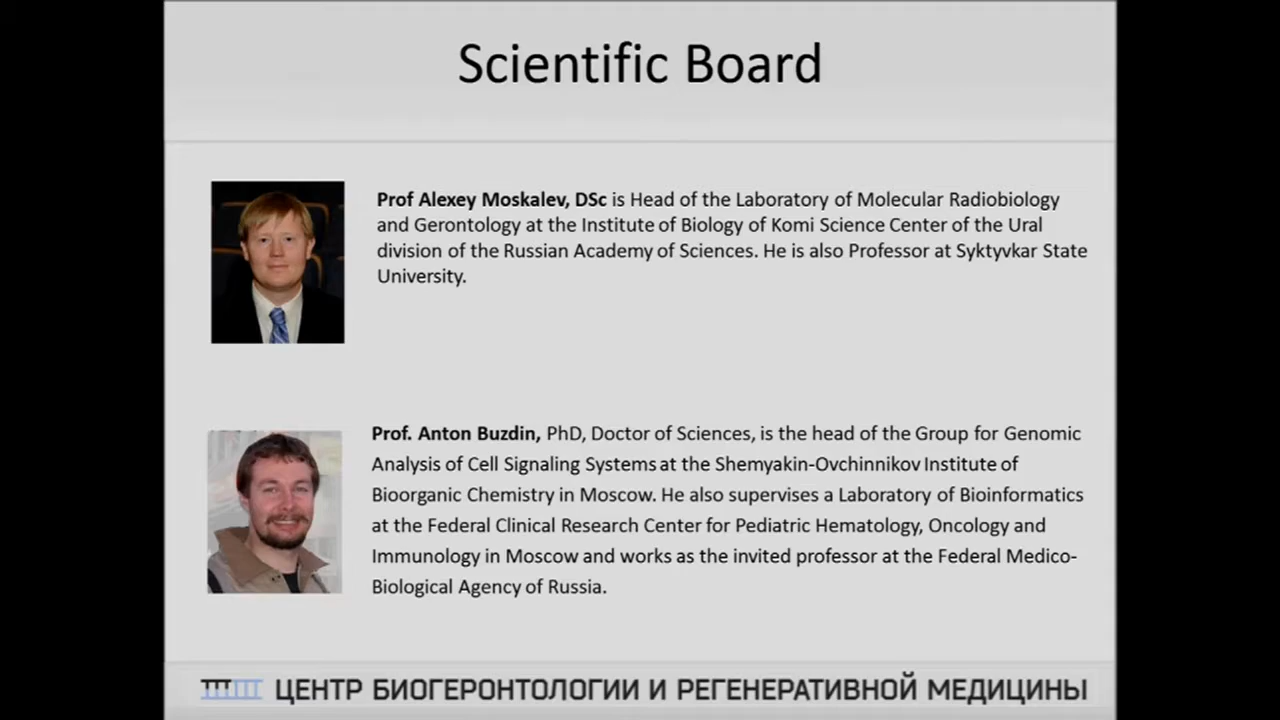 Scientific Board
Prof Alexey Moskalev, DSc is Head of the Laboratory of Molecular Radiobiology
and Gerontology at the Institute of Biology of Komi Science Center of the Ural
division of the Russian Academy of Sciences. He is also Professor at Syktyvkar State
University.
Prof. Anton Buzdin, PhD, Doctor of Sciences, is the head of the Group for Genomic
Analysis of Cell Signaling Systems at the Shemyakin-Ovchinnikov Institute of
Bioorganic Chemistry in Moscow. He also supervises a Laboratory of Bioinformatics
at the Federal Clinical Research Center for Pediatric Hematology, Oncology and
Immunology in Moscow and works as the invited professor at the Federal Medico-
Biological Agency of Russia.
ЦЕНТР БИОГЕРОНТОЛОГИИ И РЕГЕНЕРАТИВНОЙ МЕДИЦИНЫ